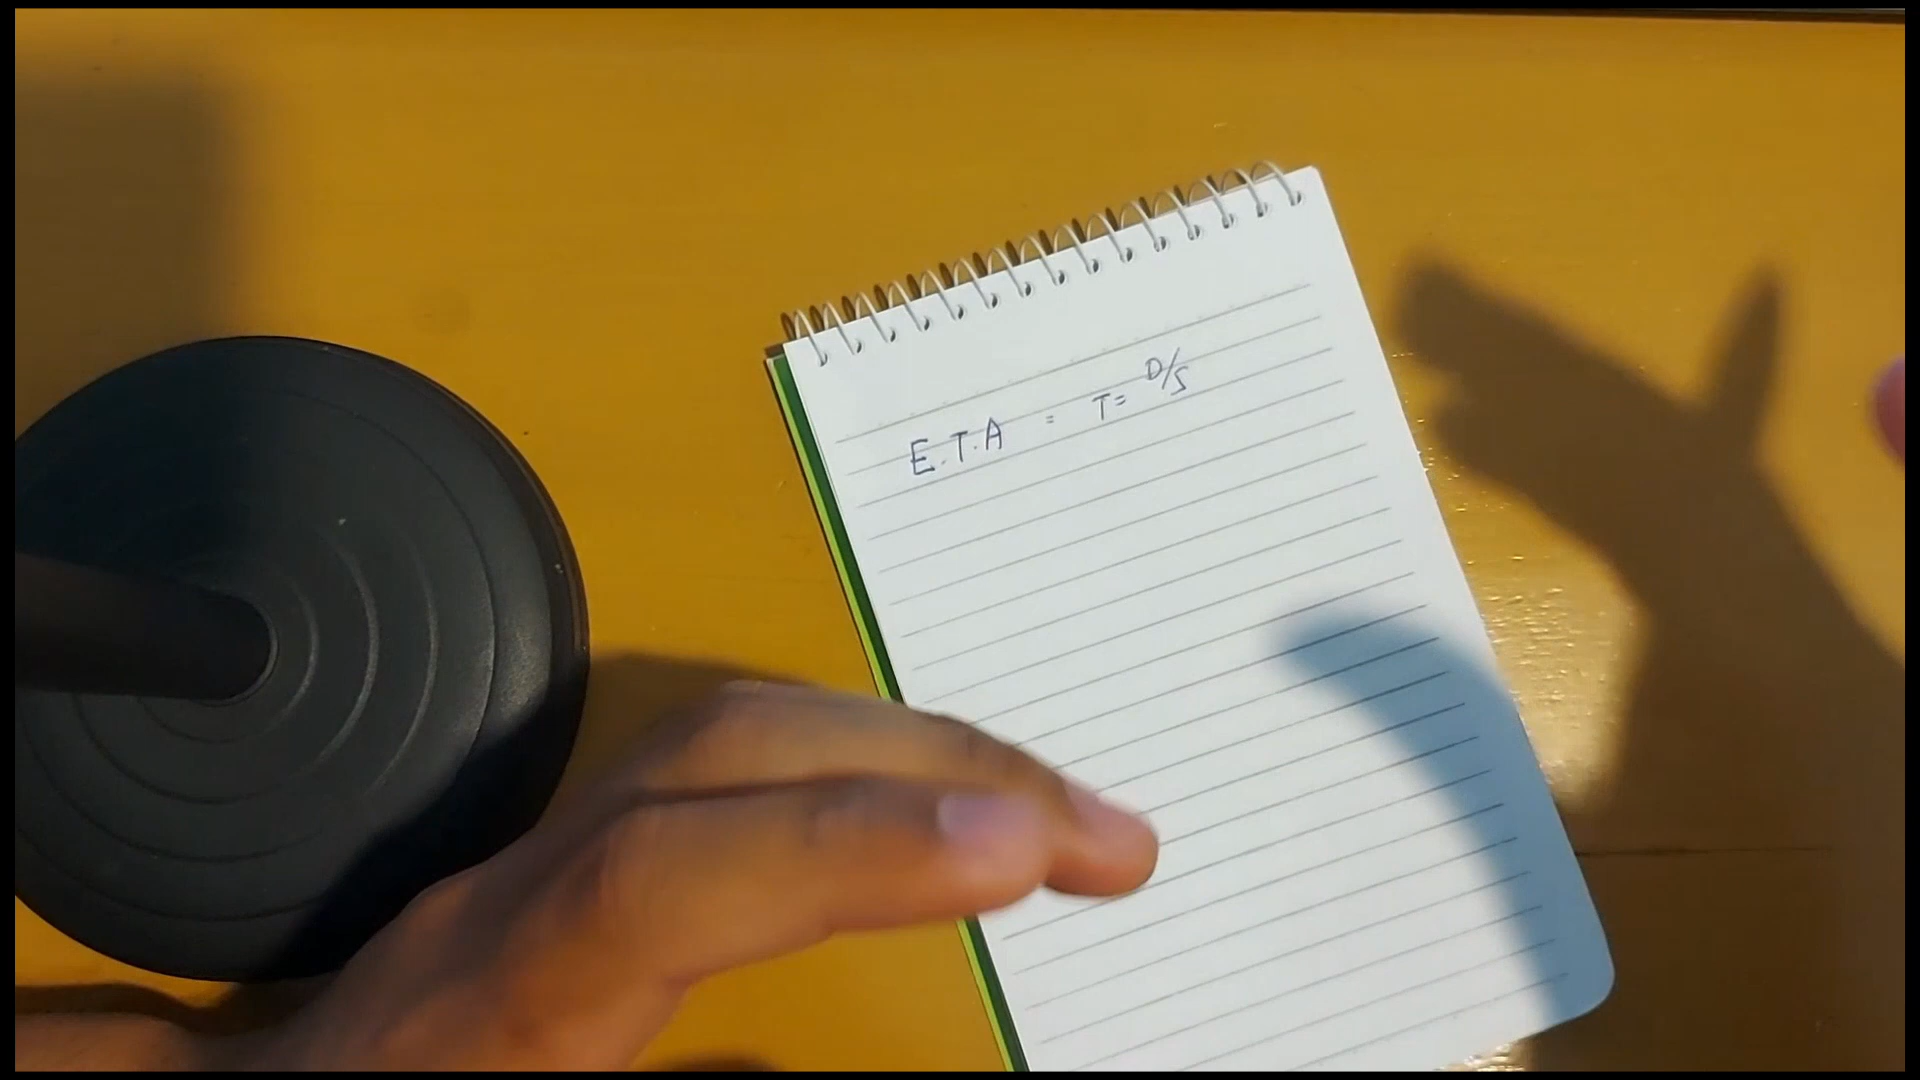 E.T.A = T= D/S